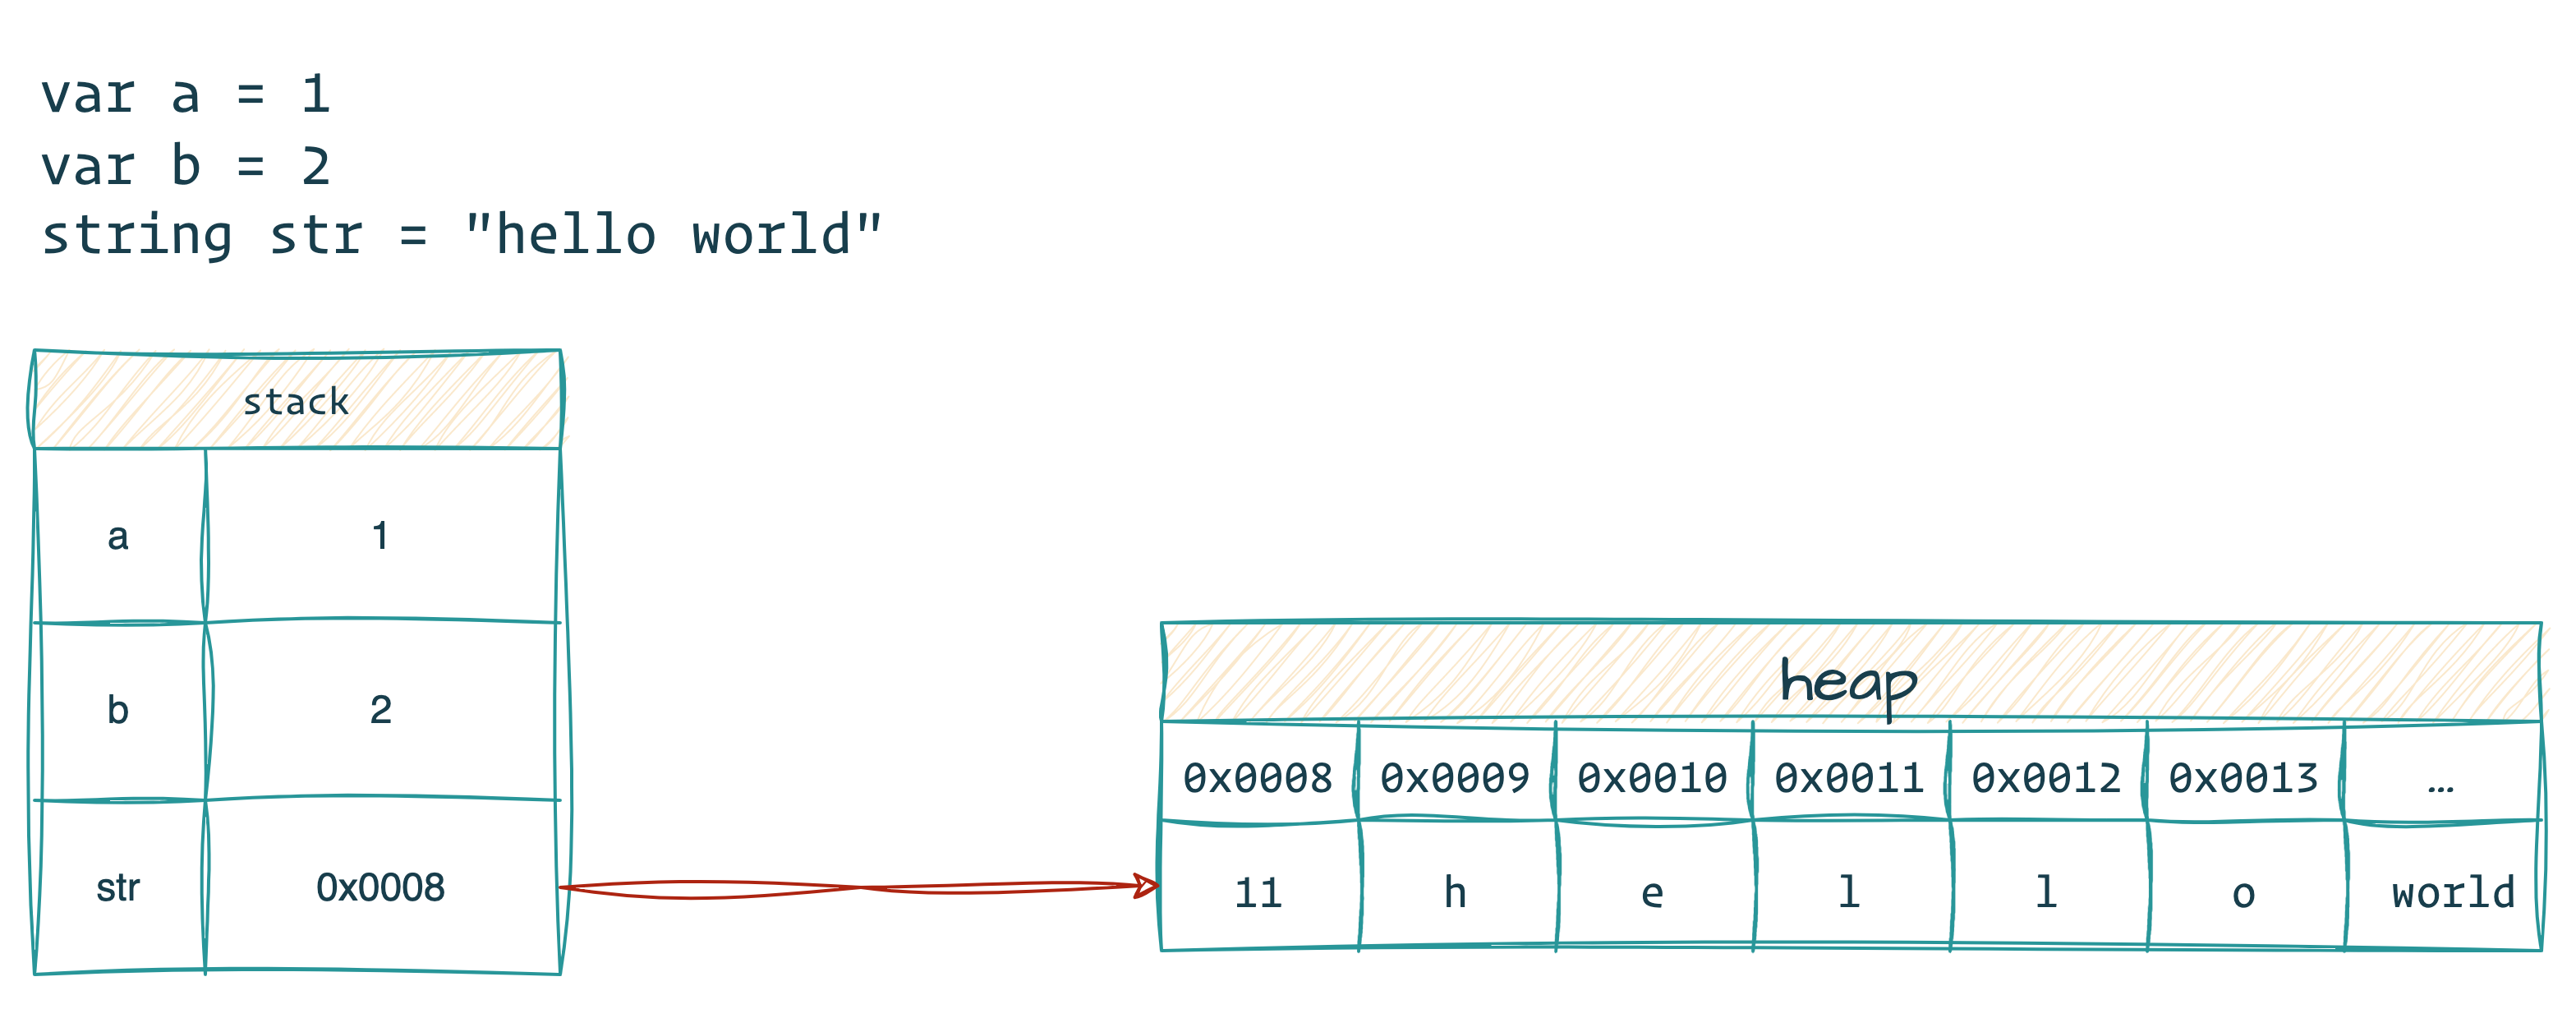 var a = 1
var b = 2
string str = "hello world"
stack
a 1
b 2
str 0x0008
heap
0x0008 0x0009 0x0010 0x0011 0x0012 0x0013 ...
11 h e l l o world